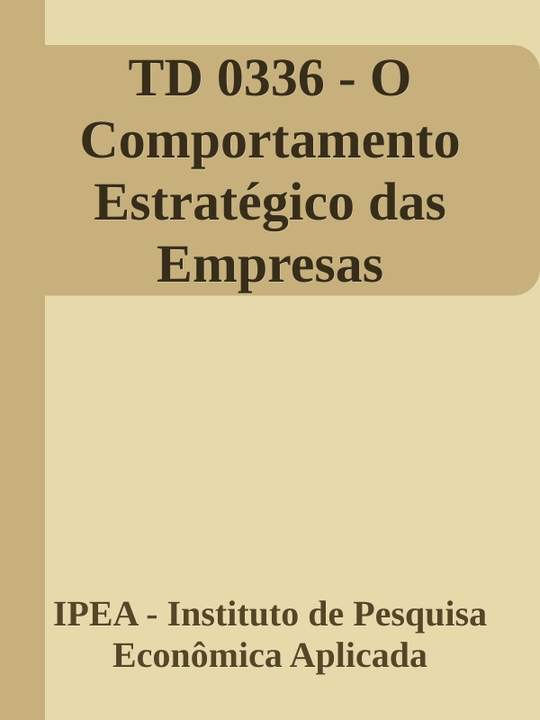 TD 0336 - O
Comportamento
Estratégico das
Empresas
IPEA - Instituto de Pesquisa
Econômica Aplicada